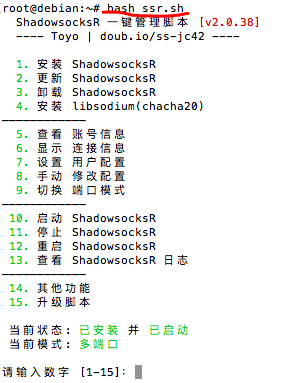 [root@debian:~# bash ssr.sh
ShadowsocksR 一键管理脚本 [v2.0.38]
---- Toyo | doub.io/ss-jc42 ----
1. 安装 ShadowsocksR
2. 更新 ShadowsocksR
3. 卸载 ShadowsocksR
4. 安装 libsodium(chacha20)
————————————
5. 查看 账号信息
6. 显示 连接信息
7. 设置 用户配置
8. 手动 修改配置
9. 切换 端口模式
————————————
10. 启动 ShadowsocksR
11. 停止 ShadowsocksR
12. 重启 ShadowsocksR
13. 查看 ShadowsocksR 日志
————————————
14. 其他功能
15. 升级脚本
当前状态: 已安装 并 已启动
当前模式: 多端口
请输入数字 [1-15]: